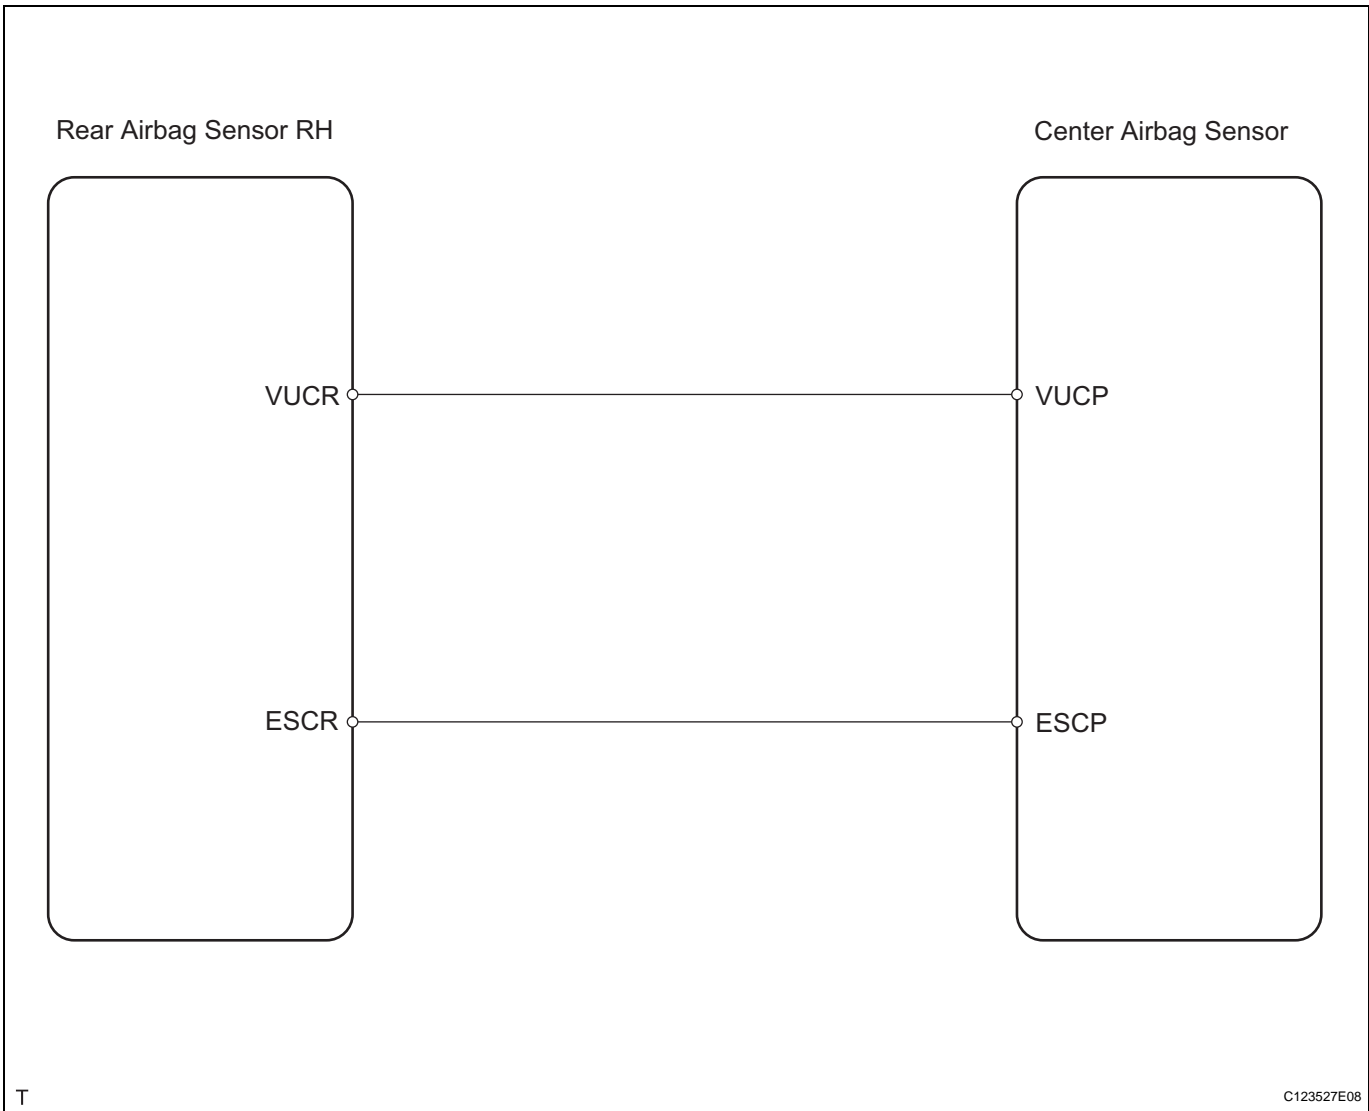 Rear Airbag Sensor RH
Center Airbag Sensor
VUCR
VUCP
ESCR
ESCP
T
C123527E08